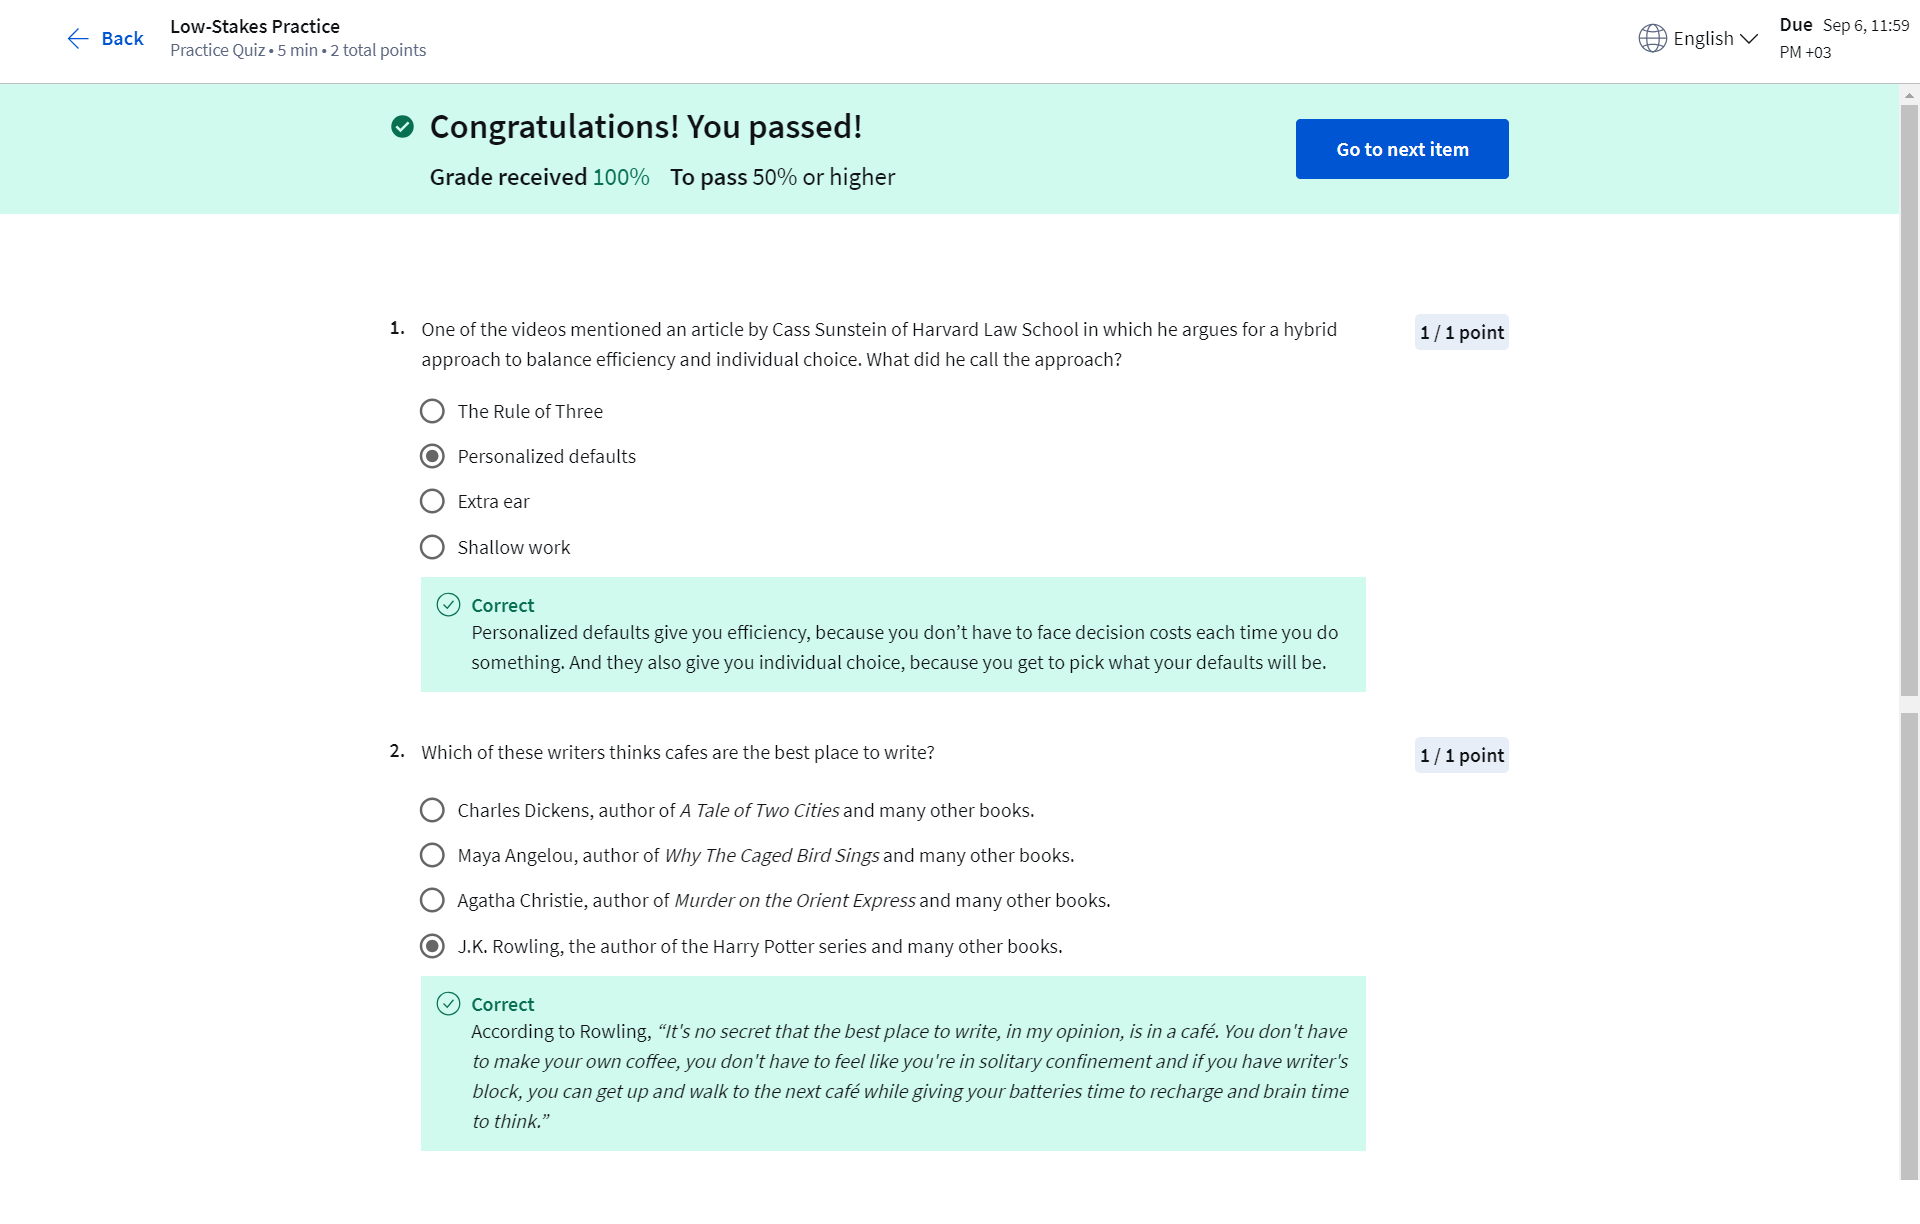 Back
Low-Stakes Practice
Practice Quiz • 5 min • 2 total points
English
Due Sep 6, 11:59
PM +03
Congratulations! You passed!
Grade received 100% To pass 50% or higher
Go to next item
1. One of the videos mentioned an article by Cass Sunstein of Harvard Law School in which he argues for a hybrid
approach to balance efficiency and individual choice. What did he call the approach?
1 / 1 point
The Rule of Three
Personalized defaults
Extra ear
Shallow work
Correct
Personalized defaults give you efficiency, because you don’t have to face decision costs each time you do
something. And they also give you individual choice, because you get to pick what your defaults will be.
2. Which of these writers thinks cafes are the best place to write?
1 / 1 point
Charles Dickens, author of A Tale of Two Cities and many other books.
Maya Angelou, author of Why The Caged Bird Sings and many other books.
Agatha Christie, author of Murder on the Orient Express and many other books.
J.K. Rowling, the author of the Harry Potter series and many other books.
Correct
According to Rowling, “It's no secret that the best place to write, in my opinion, is in a café. You don't have
to make your own coffee, you don't have to feel like you're in solitary confinement and if you have writer's
block, you can get up and walk to the next café while giving your batteries time to recharge and brain time
to think.”